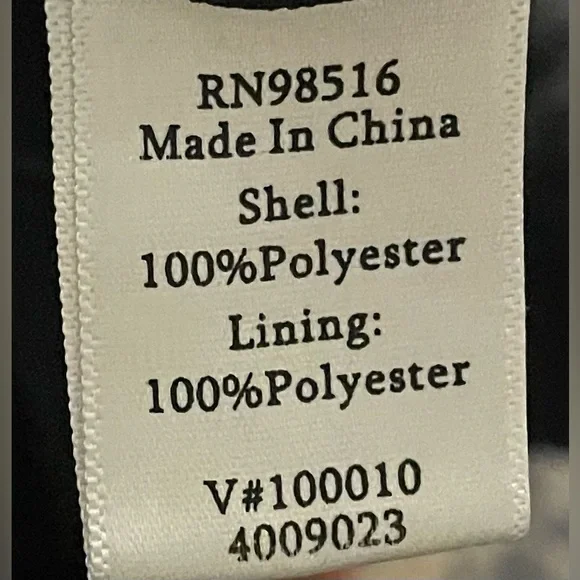 RN98516
Made In China
Shell:
100%Polyester
Lining:
100%Polyester
V#100010
4009023